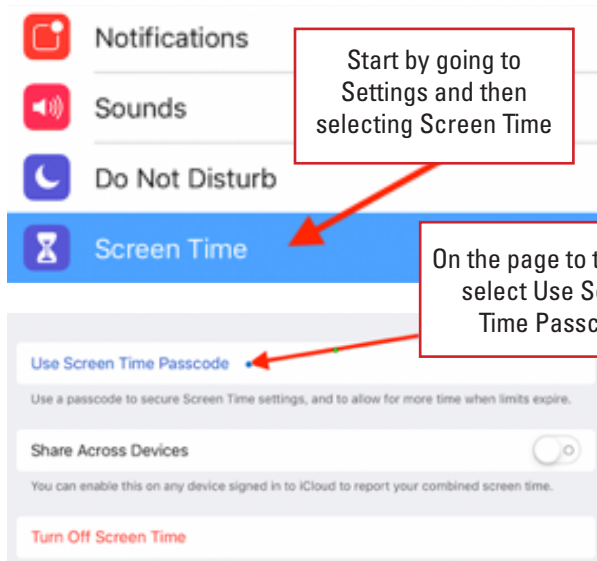 Notifications
Start by going to
Settings and then
selecting Screen Time
Sounds
Do Not Disturb
Screen Time
On the page to
select Use
Time
Use Screen Time Passcode
Use a passcode to secure Screen Time settings, and to allow for more time when limits expire.
Share Across Devices
You can enable this on any device signed in to iCloud to report your combined screen time.
Turn Off Screen Time